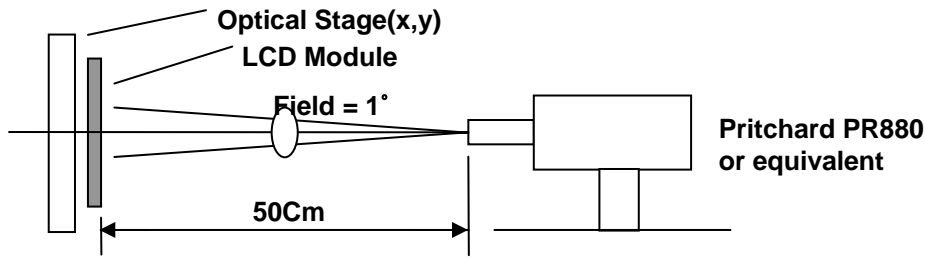 Optical Stage(x,y)
LCD Module
Field = 1˚
Pritchard PR880
or equivalent
50Cm